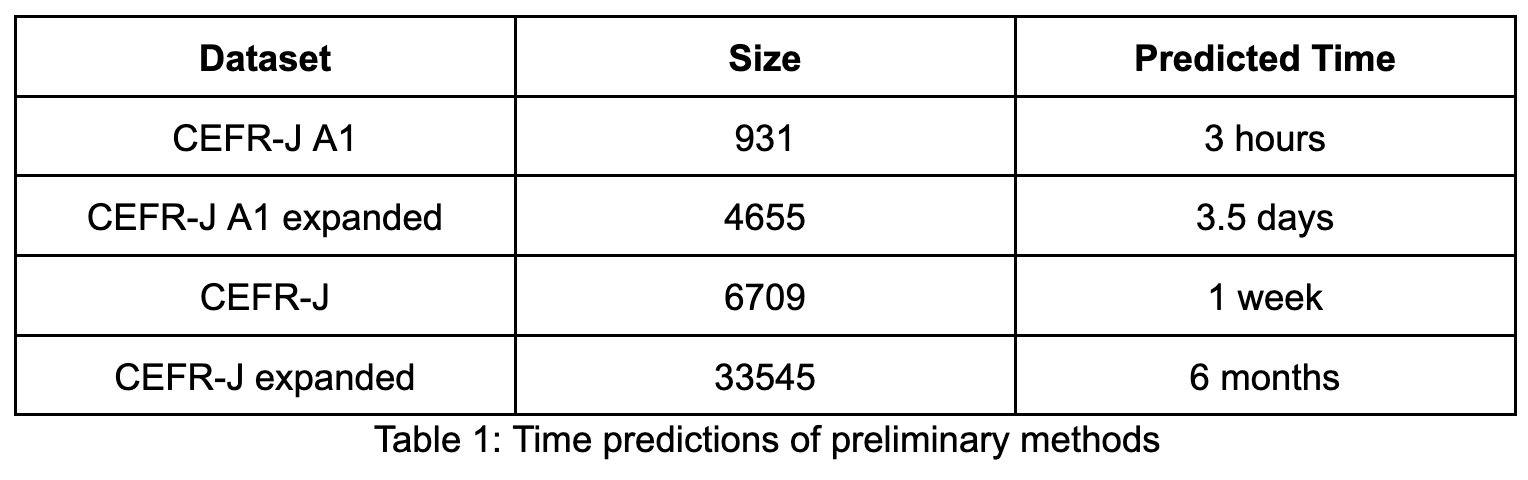 Dataset Size Predicted Time
CEFR-J A1 931 3 hours
CEFR-J A1 expanded 4655 3.5 days
CEFR-J 6709 1 week
CEFR-J expanded 33545 6 months
Table 1: Time predictions of preliminary methods